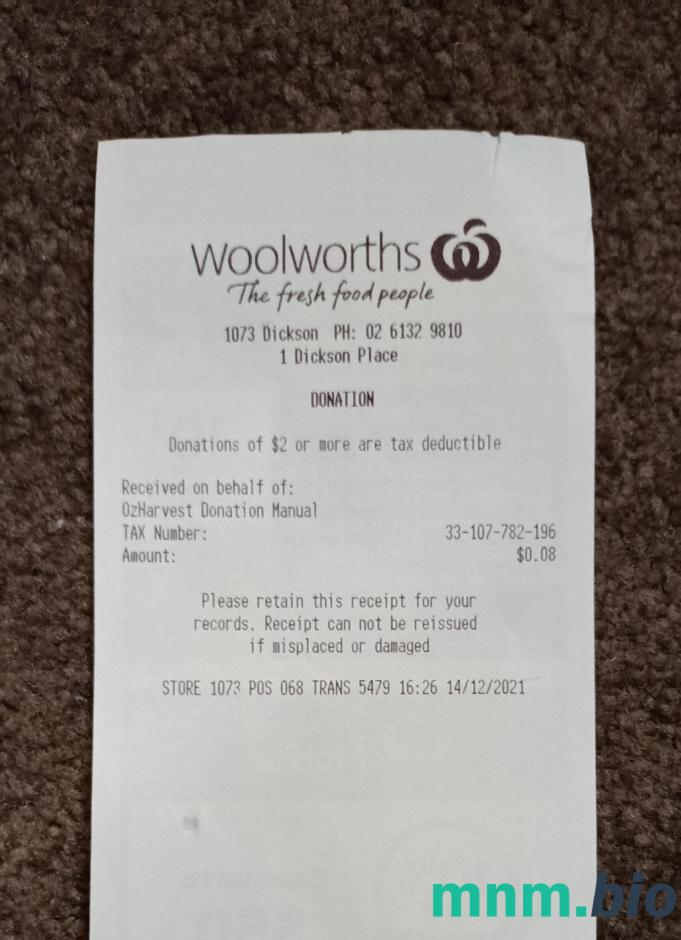 woolworths
The fresh food people
1073 Dickson PH: 02 6132 9810
1 Dickson Place
DONATION
Donations of $2 or more are tax deductible
Received on behalf of:
OzHarvest Donation Manual
TAX Number: 33-107-782-196
Amount: $0.08
Please retain this receipt for your
records. Receipt can not be reissued
if misplaced or damaged
STORE 1073 POS 068 TRANS 5479 16:26 14/12/2021
mnm.bio